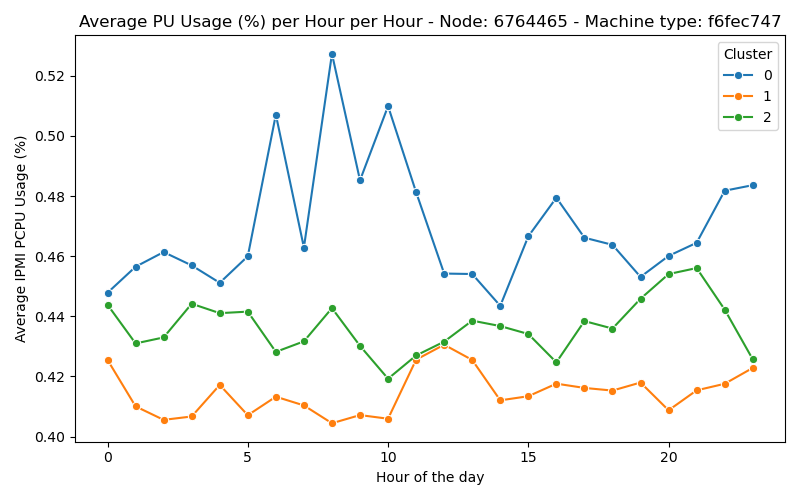 Average PU Usage (%) per Hour per Hour - Node: 6764465 - Machine type: f6fec747
Cluster
0
1
2
Average IPMI PCPU Usage (%)
0.52
0.50
0.48
0.46
0.44
0.42
0.40
0 5 10 15 20
Hour of the day